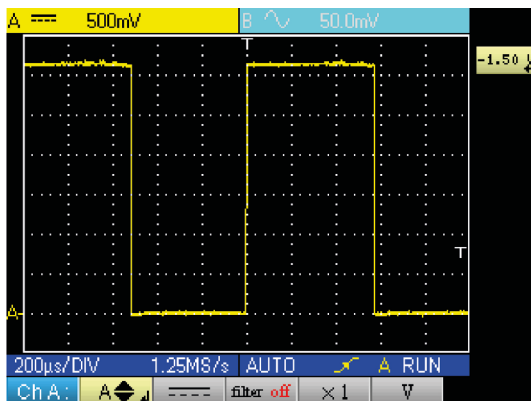 A 500mV B 50.0mV
T
-1.50
T
A
200µs/DIV 1.25MS/s AUTO A RUN
Ch A: A filter off ×1 V